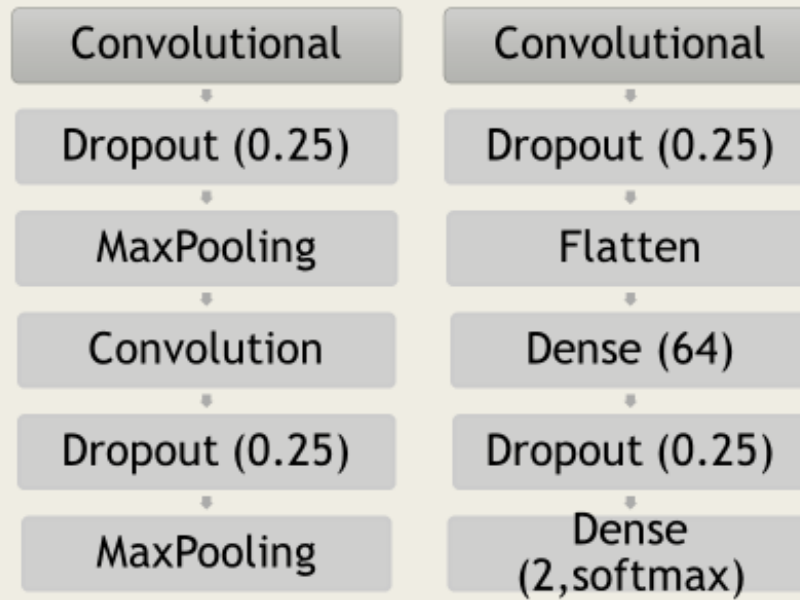 Convolutional
Dropout (0.25)
MaxPooling
Convolution
Dropout (0.25)
MaxPooling
Convolutional
Dropout (0.25)
Flatten
Dense (64)
Dropout (0.25)
Dense
(2,softmax)